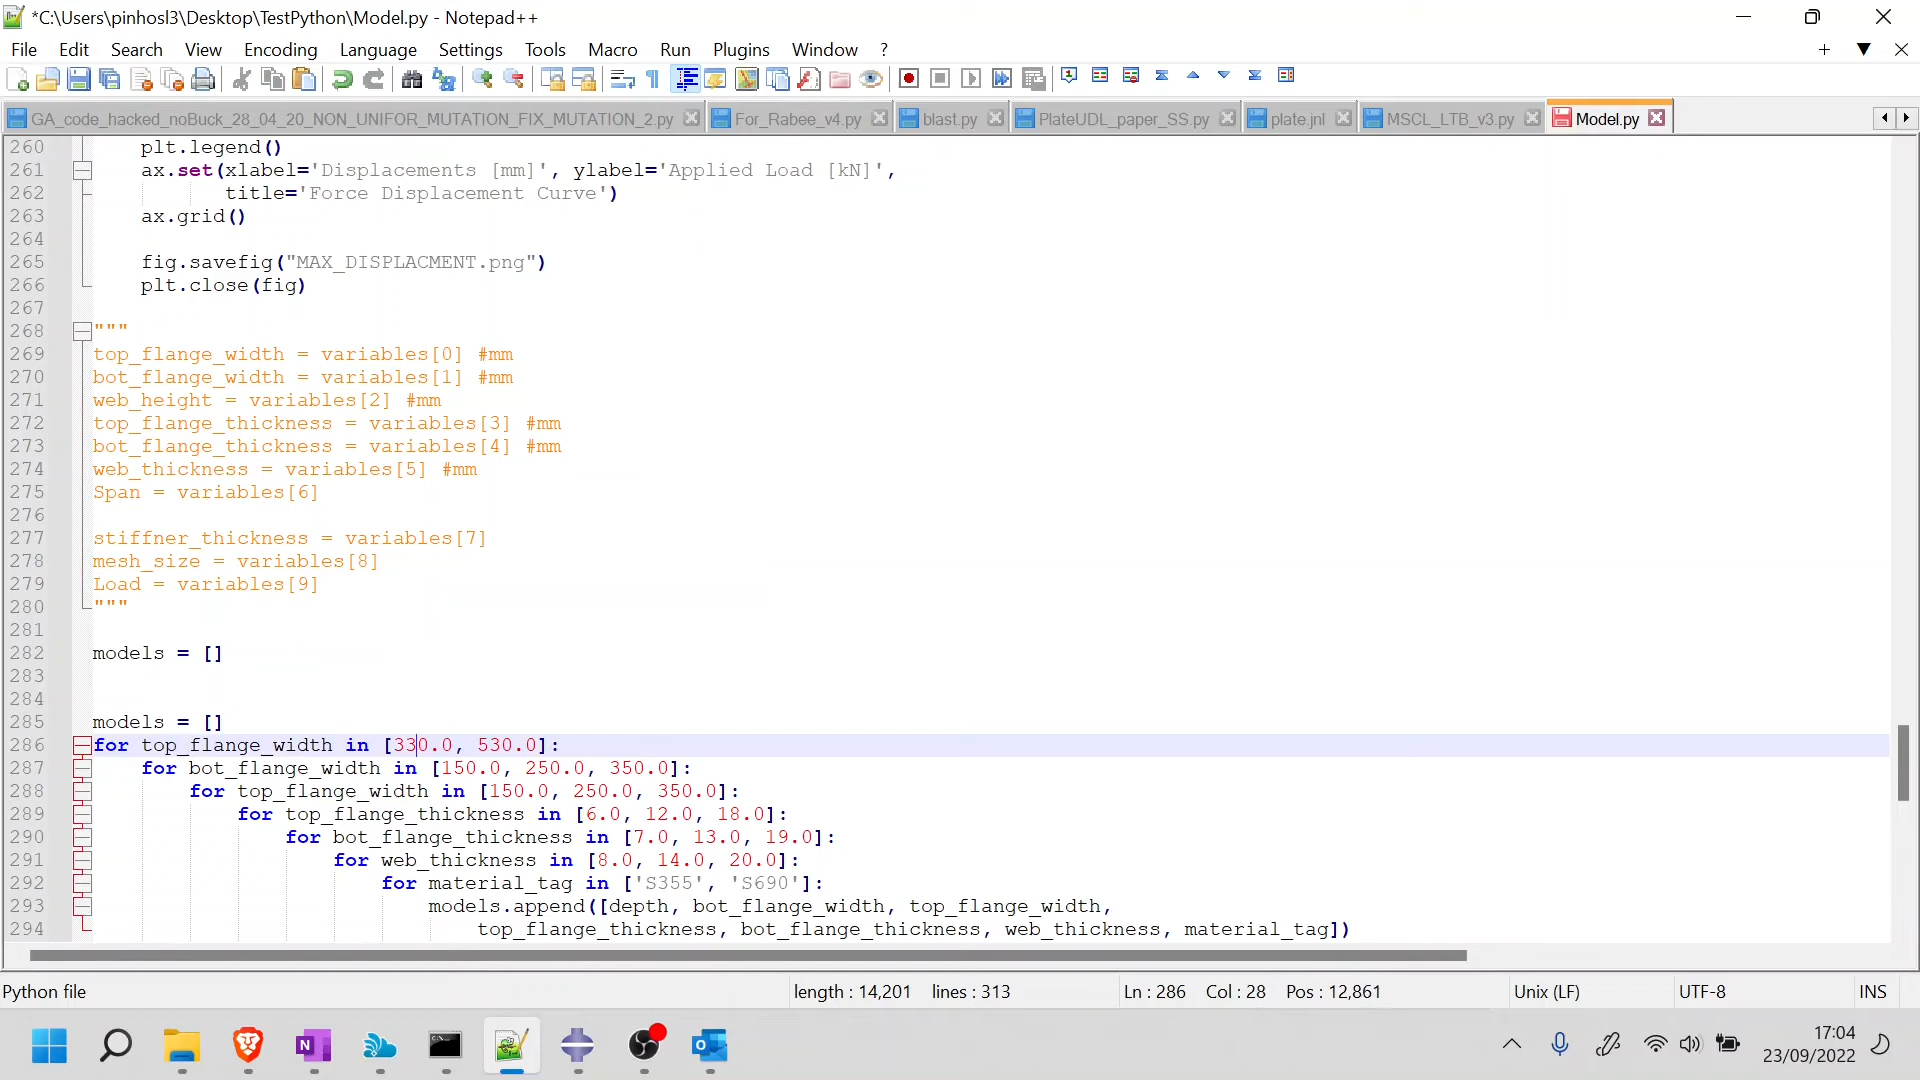 *C:\Users\pinhosl3\Desktop\TestPython\Model.py - Notepad++
File Edit Search View Encoding Language Settings Tools Macro Run Plugins Window ?
GA_code_hacked_noBuck_28_04_20_NON_UNIFOR_MUTATION_FIX_MUTATION_2.py For_Rabee_v4.py blast.py PlateUDL_paper_SS.py plate.jnl MSCL_LTB_v3.py Model.py
260 plt.legend()
261 ax.set(xlabel='Displacements [mm]', ylabel='Applied Load [kN]',
262 title='Force Displacement Curve')
263 ax.grid()
264
265 fig.savefig("MAX_DISPLACMENT.png")
266 plt.close(fig)
267
268 """
269 top_flange_width = variables[0] #mm
270 bot_flange_width = variables[1] #mm
271 web_height = variables[2] #mm
272 top_flange_thickness = variables[3] #mm
273 bot_flange_thickness = variables[4] #mm
274 web_thickness = variables[5] #mm
275 Span = variables[6]
276
277 stiffner_thickness = variables[7]
278 mesh_size = variables[8]
279 Load = variables[9]
280 """
281
282 models = []
283
284
285 models = []
286 for top_flange_width in [330.0, 530.0]:
287 for bot_flange_width in [150.0, 250.0, 350.0]:
288 for top_flange_width in [150.0, 250.0, 350.0]:
289 for top_flange_thickness in [6.0, 12.0, 18.0]:
290 for bot_flange_thickness in [7.0, 13.0, 19.0]:
291 for web_thickness in [8.0, 14.0, 20.0]:
292 for material_tag in ['S355', 'S690']:
293 models.append([depth, bot_flange_width, top_flange_width,
294 top_flange_thickness, bot_flange_thickness, web_thickness, material_tag])
Python file length : 14,201 lines : 313 Ln : 286 Col : 28 Pos : 12,861 Unix (LF) UTF-8 INS
17:04
23/09/2022